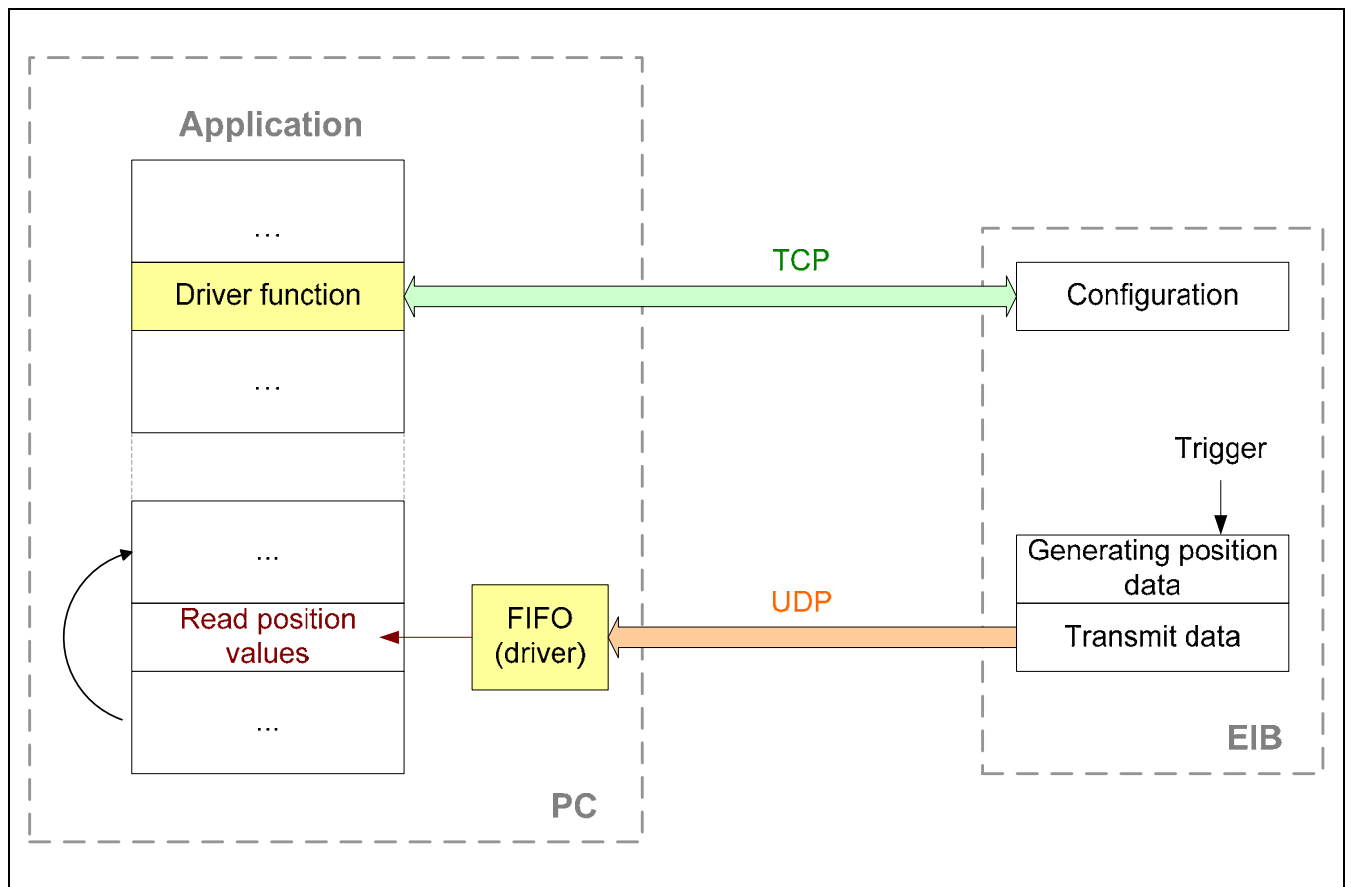 Application
...
Driver function
...
...
Read position
values
...
FIFO
(driver)
PC
TCP
UDP
Configuration
Trigger
Generating position
data
Transmit data
EIB